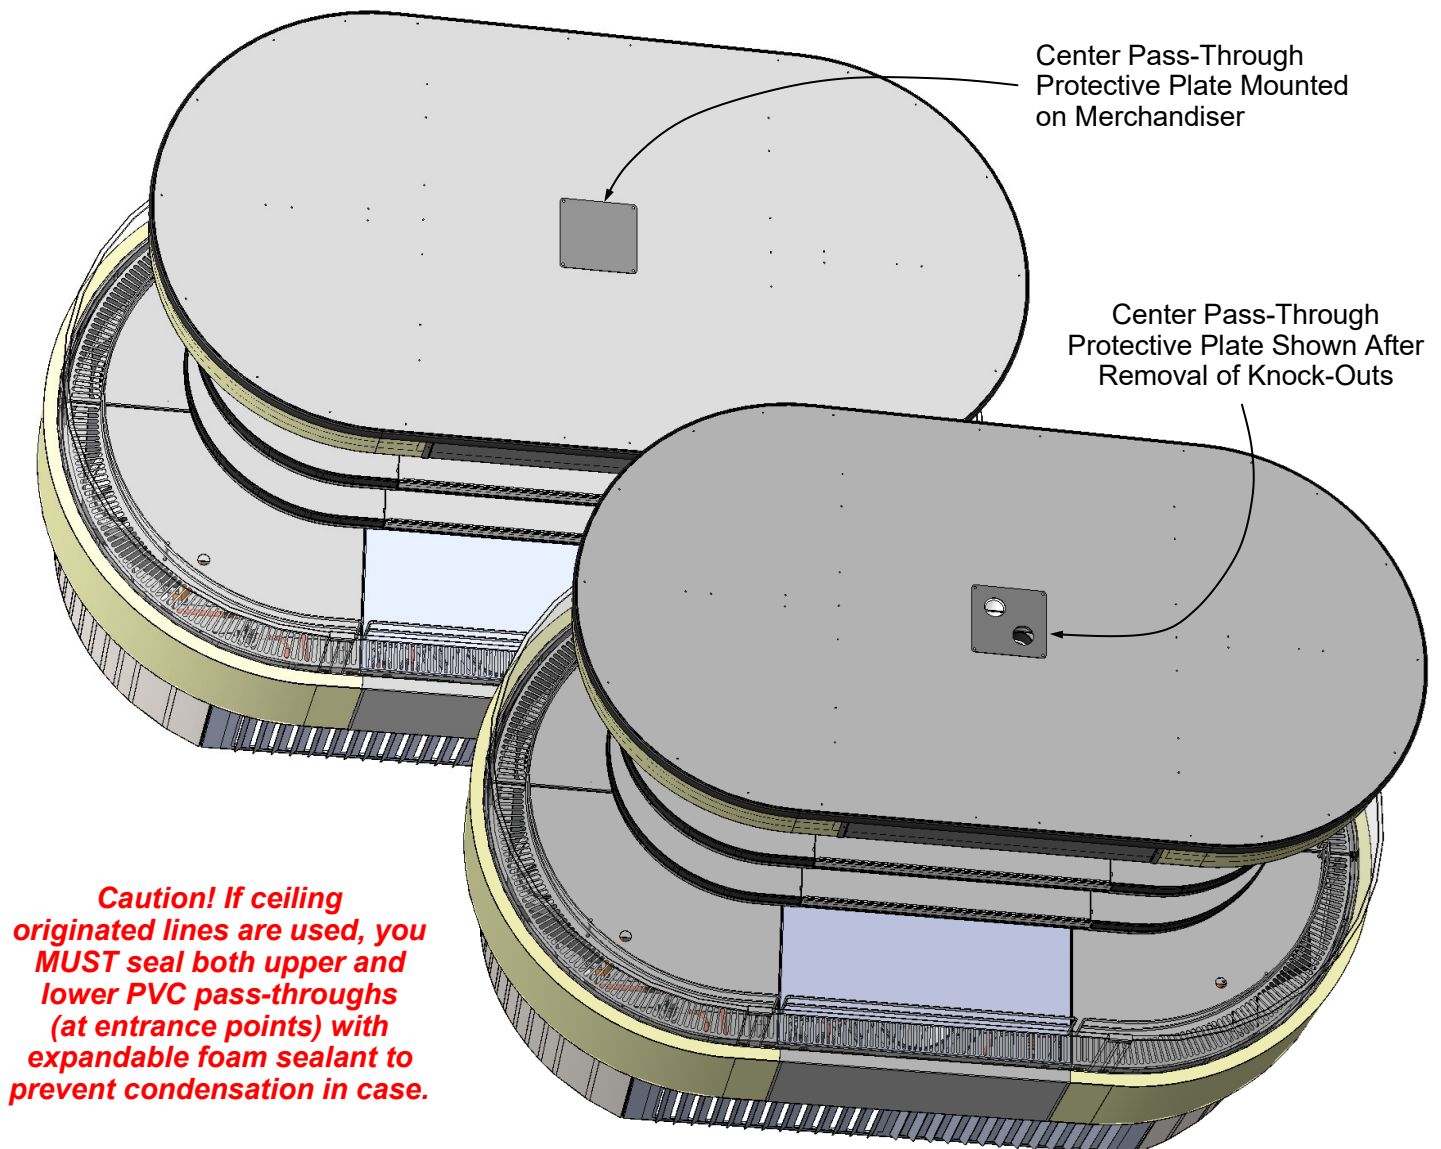 Center Pass-Through
Protective Plate Mounted
on Merchandiser
Center Pass-Through
Protective Plate Shown After
Removal of Knock-Outs
Caution! If ceiling
originated lines are used, you
MUST seal both upper and
lower PVC pass-throughs
(at entrance points) with
expandable foam sealant to
prevent condensation in case.